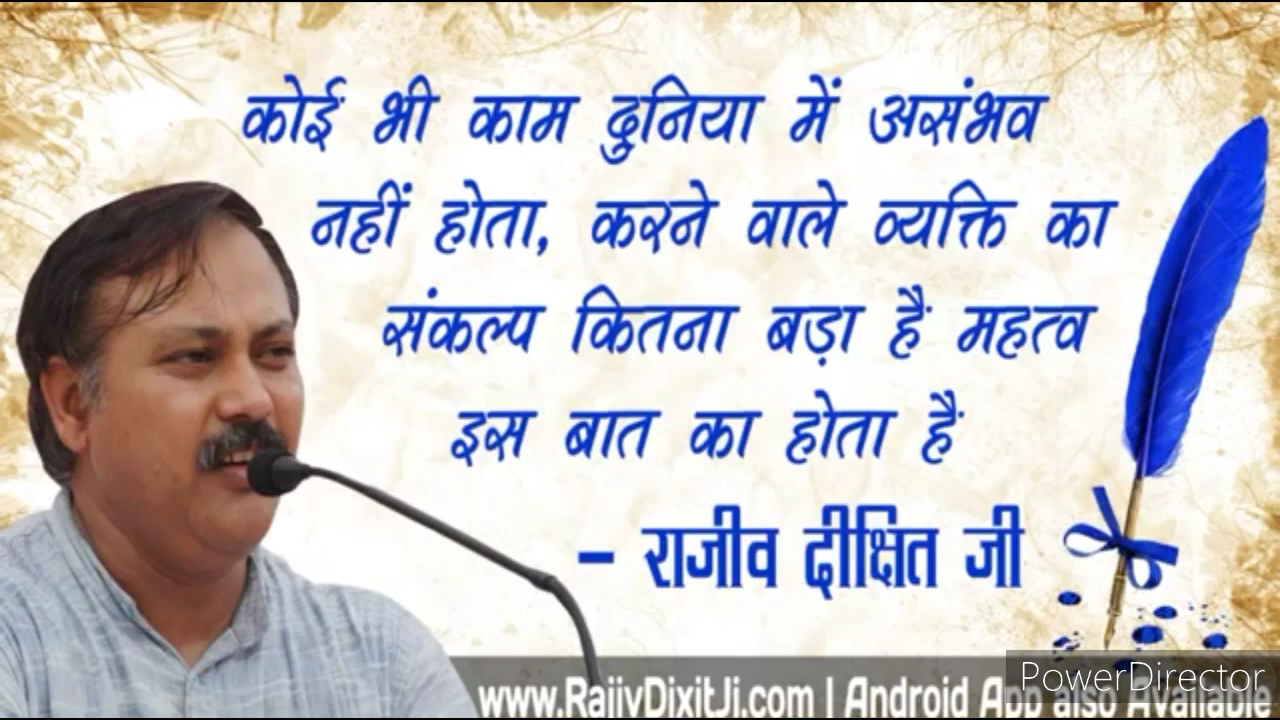 कोई भी काम दुनिया में असंभव
नहीं होता, करने वाले व्यक्ति का
संकल्प कितना बड़ा हैं महत्व
इस बात का होता हैं
– राजीव दीक्षित जी
PowerDirector
www.RajivDixitJi.com | Android App also Available